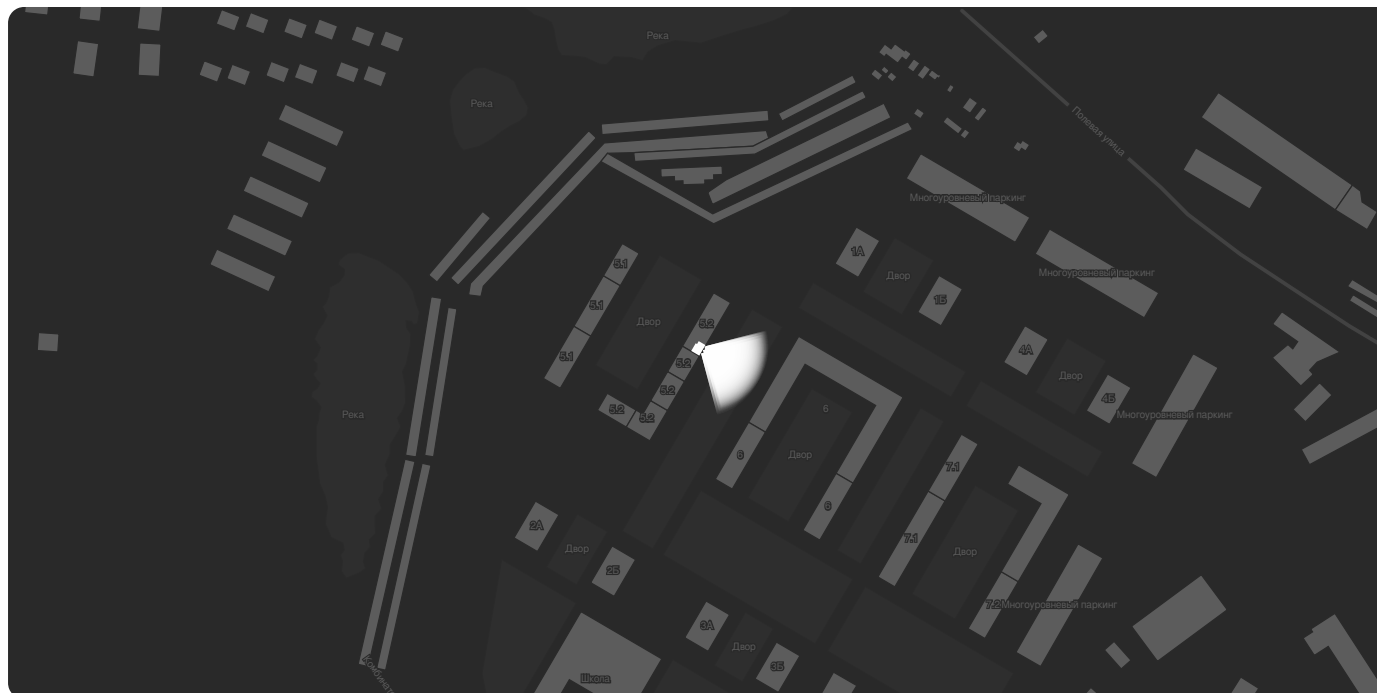 Река
Река
Полевая улица
Многоуровневый паркинг
1А
5.1
Двор
1Б
Многоуровневый паркинг
5.1
Двор
5.2
4А
5.1
5.2
Двор
5.2
4Б
5.2
5.2
6
Многоуровневый паркинг
Река
6
Двор
7.1
6
2А
7.1
Двор
Двор
2Б
7.2
Многоуровневый паркинг
3А
Двор
3Б
Школа
Комбинат